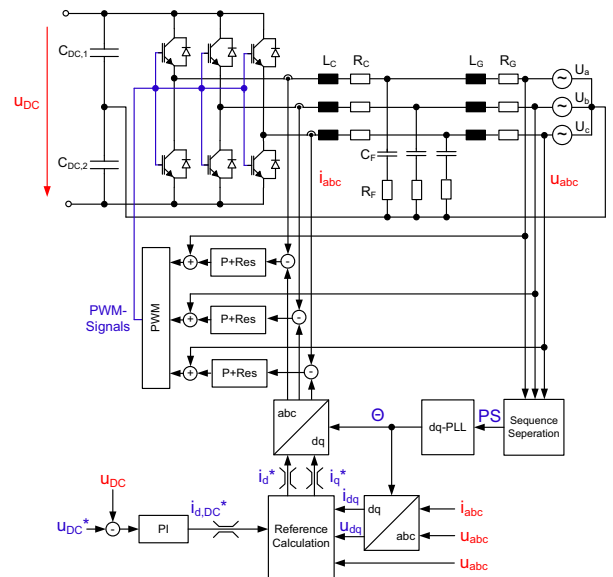 L_C R_C L_G R_G
U_a
C_DC,1
U_b
u_DC
U_c
C_DC,2
C_F
i_abc
u_abc
R_F
+ P+Res -
PWM-
Signals
PWM
+ P+Res -
+ P+Res -
abc
dq
Θ
dq-PLL
PS
Sequence
Seperation
i_d* i_q*
u_DC
i_d,DC*
i_dq
dq
i_abc
u_DC*
-
PI
Reference
Calculation
u_dq
abc
u_abc
u_abc